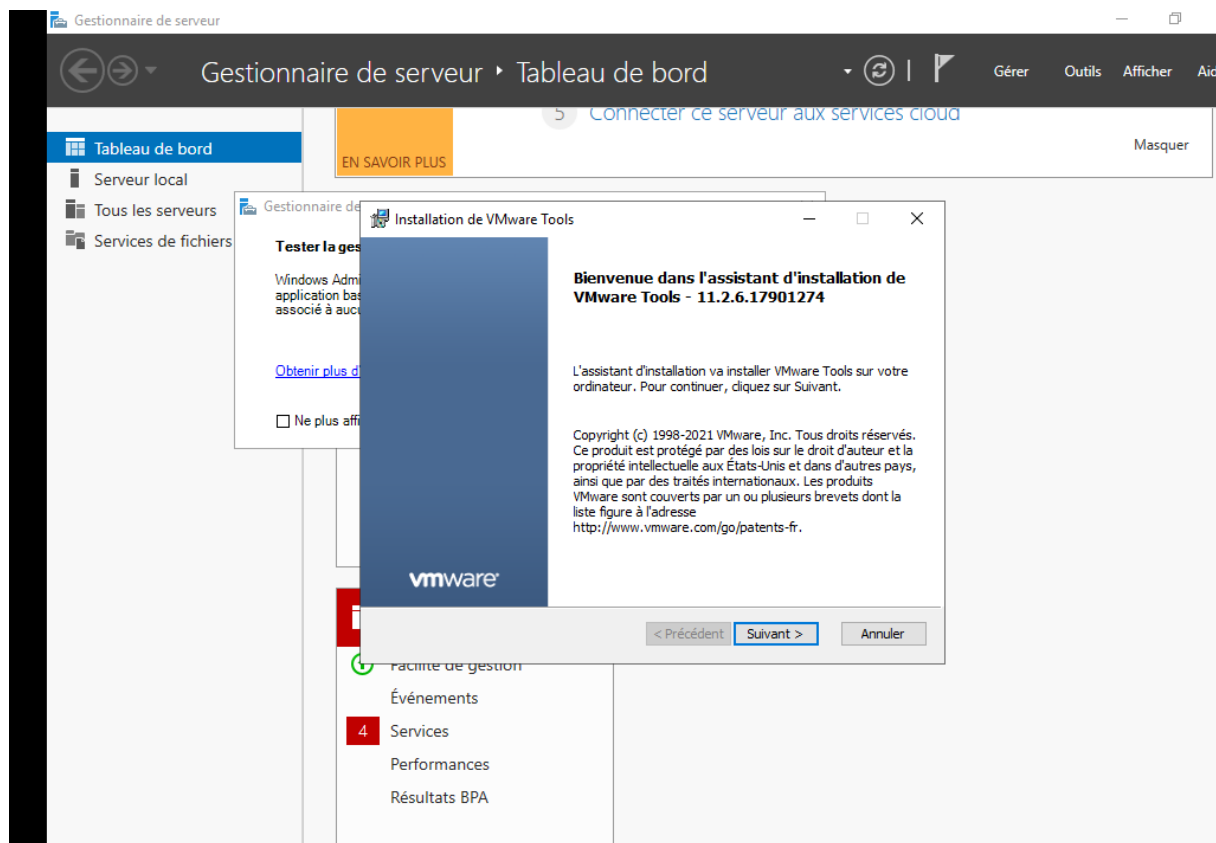 Gestionnaire de serveur
Gestionnaire de serveur Tableau de bord
Gérer Outils Afficher
5 Connecter ce serveur aux services cloud
EN SAVOIR PLUS
Masquer
Tableau de bord
Serveur local
Tous les serveurs
Services de fichiers
Gestionnaire de
Tester la
Windows
application
associé à
Obtenir plus
Ne plus
Installation de VMware Tools
Bienvenue dans l'assistant d'installation de
VMware Tools - 11.2.6.17901274
L'assistant d'installation va installer VMware Tools sur votre
ordinateur. Pour continuer, cliquez sur Suivant.
Copyright (c) 1998-2021 VMware, Inc. Tous droits réservés.
Ce produit est protégé par des lois sur le droit d'auteur et la
propriété intellectuelle aux États-Unis et dans d'autres pays,
ainsi que par des traités internationaux. Les produits
VMware sont couverts par un ou plusieurs brevets dont la
liste figure à l'adresse
http://www.vmware.com/go/patents-fr.
vmware
< Précédent Suivant > Annuler
Facilité de gestion
Événements
4 Services
Performances
Résultats BPA